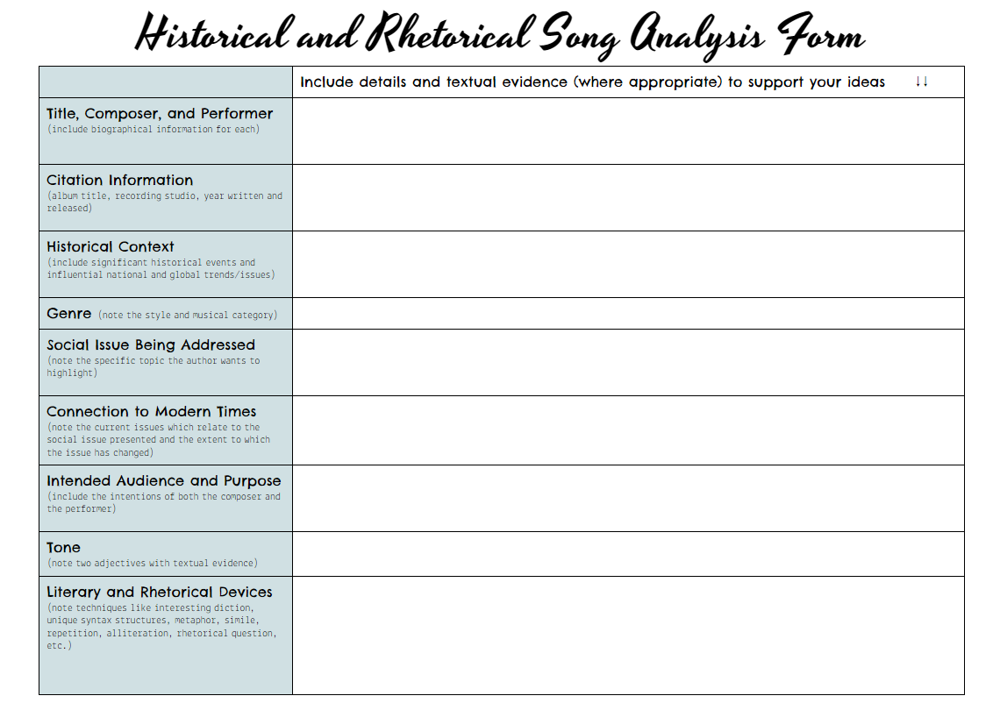 Historical and Rhetorical Song Analysis Form
Include details and textual evidence (where appropriate) to support your ideas ↓↓
Title, Composer, and Performer
(include biographical information for each)
Citation Information
(album title, recording studio, year written and
released)
Historical Context
(include significant historical events and
influential national and global trends/issues)
Genre (note the style and musical category)
Social Issue Being Addressed
(note the specific topic the author wants to
highlight)
Connection to Modern Times
(note the current issues which relate to the
social issue presented and the extent to which
the issue has changed)
Intended Audience and Purpose
(include the intentions of both the composer and
the performer)
Tone
(note two adjectives with textual evidence)
Literary and Rhetorical Devices
(note techniques like interesting diction,
unique syntax structures, metaphor, simile,
repetition, alliteration, rhetorical question,
etc.)